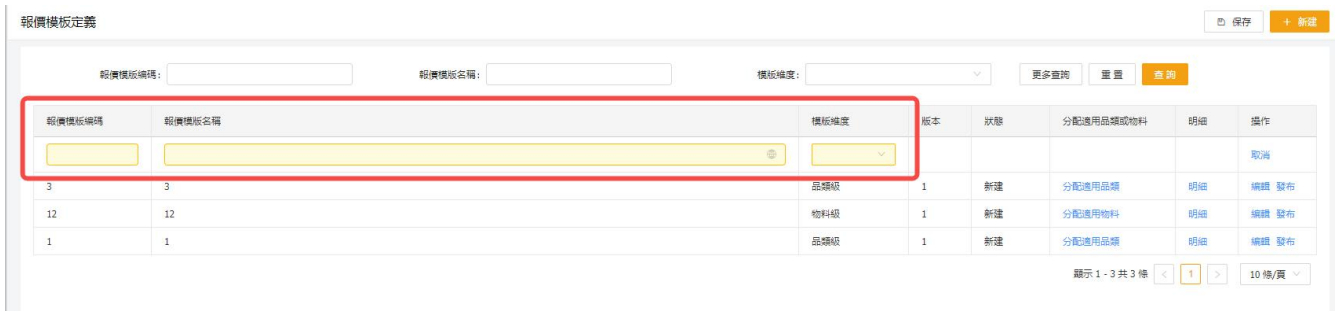 報價模板定義
保存
+ 新建
報價模版編碼:
報價模版名稱:
模版維度:
更多查詢
重置
查詢
報價模版編碼 報價模版名稱 模版維度 版本 狀態 分配適用品類或物料 明細 操作
取消
3 3 品類級 1 新建 分配適用品類 明細 編輯 發布
12 12 物料級 1 新建 分配適用物料 明細 編輯 發布
1 1 品類級 1 新建 分配適用品類 明細 編輯 發布
顯示 1 - 3 共 3 條 < 1 > 10 條/頁